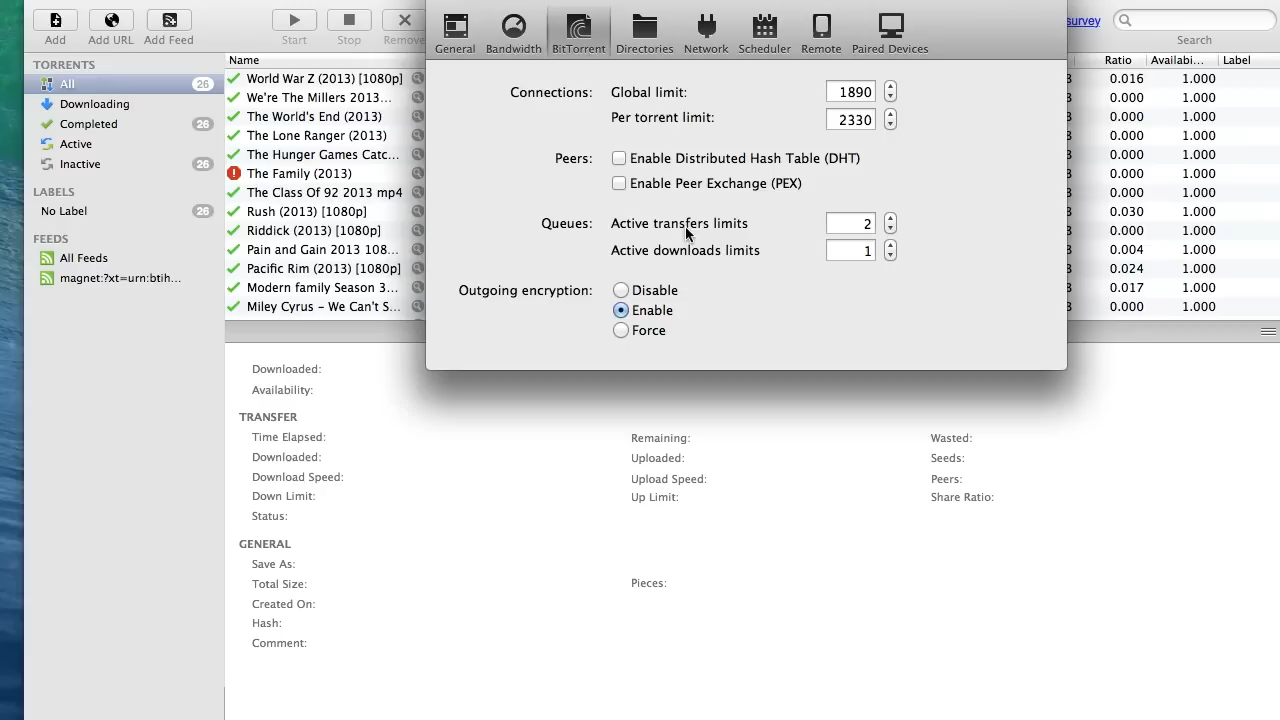 Add
Add URL
Add Feed
Start
Stop
Remove
General
Bandwidth
BitTorrent
Directories
Network
Scheduler
Remote
Paired Devices
survey
Search
TORRENTS
All 26
Downloading
Completed 26
Active
Inactive 26
LABELS
No Label 26
FEEDS
All Feeds
magnet:?xt=urn:btih...
Name
World War Z (2013) [1080p]
We're The Millers 2013...
The World's End (2013)
The Lone Ranger (2013)
The Hunger Games Catc...
The Family (2013)
The Class Of 92 2013 mp4
Rush (2013) [1080p]
Riddick (2013) [1080p]
Pain and Gain 2013 108...
Pacific Rim (2013) [1080p]
Modern family Season 3...
Miley Cyrus - We Can't S...
Connections: Global limit: 1890
Per torrent limit: 2330
Peers: Enable Distributed Hash Table (DHT)
Enable Peer Exchange (PEX)
Queues: Active transfers limits 2
Active downloads limits 1
Outgoing encryption: Disable
Enable
Force
Ratio Availabi... Label
0.016 1.000
0.000 1.000
0.000 1.000
0.000 1.000
0.000 1.000
0.000 1.000
0.000 1.000
0.030 1.000
0.000 1.000
0.004 1.000
0.024 1.000
0.017 1.000
0.000 1.000
Downloaded:
Availability:
TRANSFER
Time Elapsed: Remaining: Wasted:
Downloaded: Uploaded: Seeds:
Download Speed: Upload Speed: Peers:
Down Limit: Up Limit: Share Ratio:
Status:
GENERAL
Save As:
Total Size: Pieces:
Created On:
Hash:
Comment: